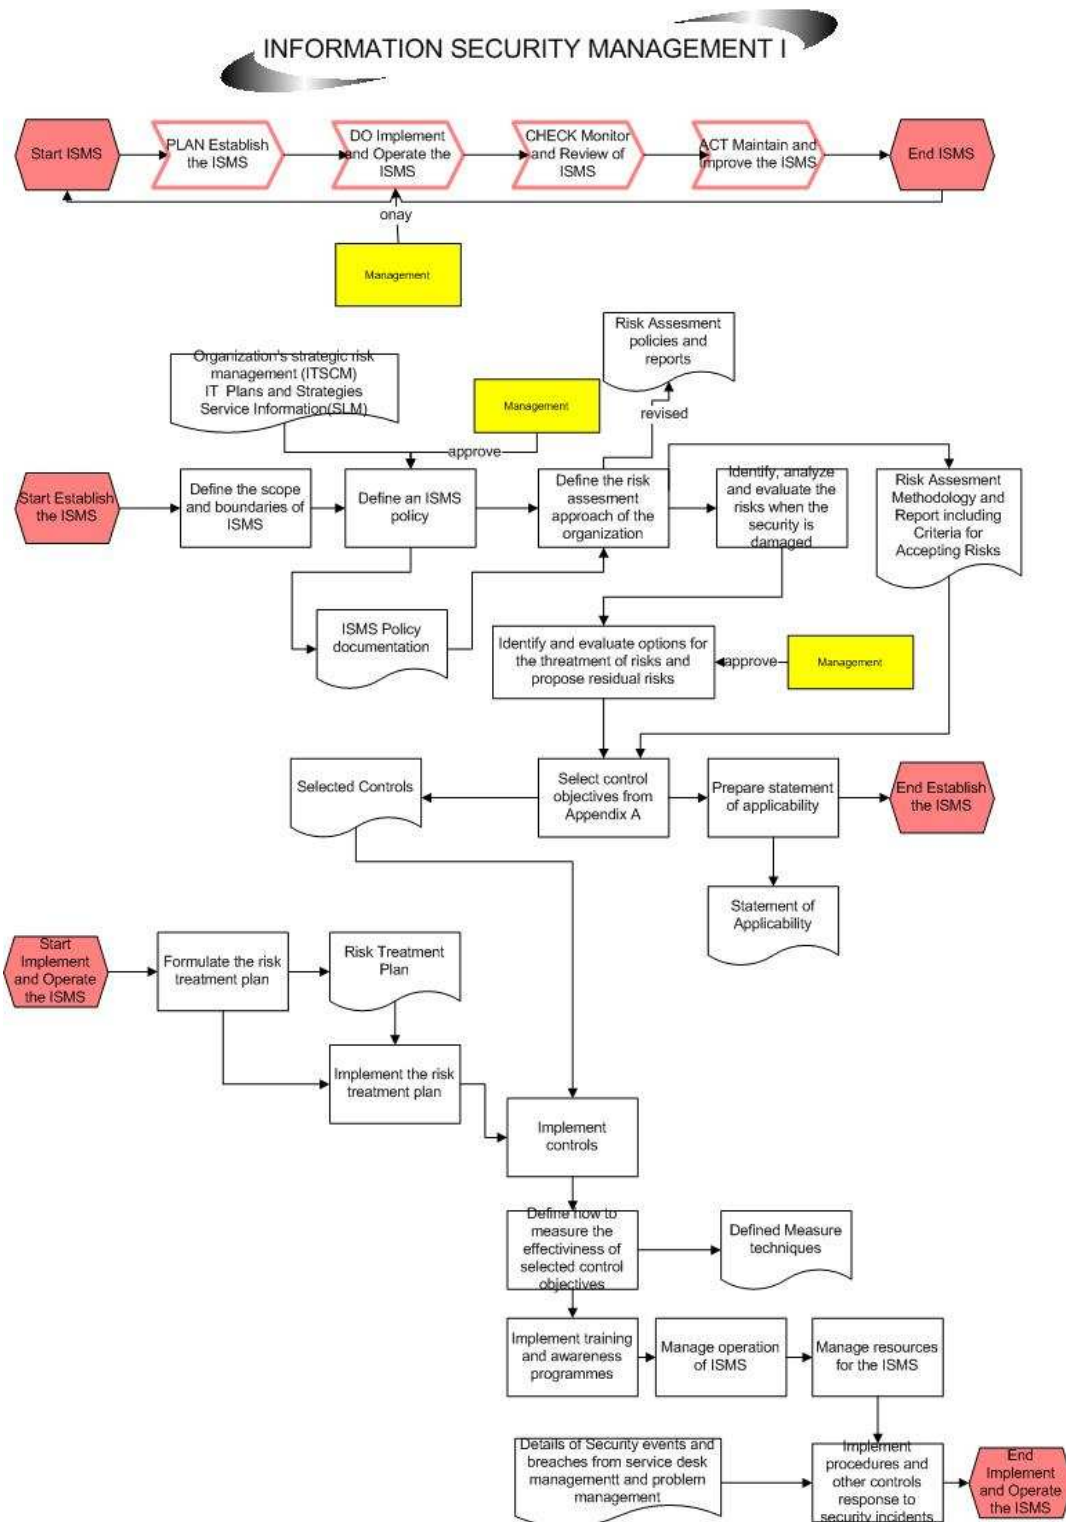 INFORMATION SECURITY MANAGEMENT I
Start ISMS
PLAN Establish
the ISMS
DO Implement
and Operate the
ISMS
CHECK Monitor
and Review of
ISMS
ACT Maintain and
Improve the ISMS
End ISMS
onay
Management
Risk Assesment
policies and
reports
Organization's strategic risk
management (ITSCM)
IT Plans and Strategies
Service Information(SLM)
Management
revised
approve
Start Establish
the ISMS
Define the scope
and boundaries of
ISMS
Define an ISMS
policy
Define the risk
assesment
approach of the
organization
Identify, analyze
and evaluate the
risks when the
security is
damaged
Risk Assesment
Methodology and
Report including
Criteria for
Accepting Risks
ISMS Policy
documentation
Identify and evaluate options for
the threatment of risks and
propose residual risks
approve
Management
Selected Controls
Select control
objectives from
Appendix A
Prepare statement
of applicability
End Establish
the ISMS
Statement of
Applicability
Start
Implement
and Operate
the ISMS
Formulate the risk
treatment plan
Risk Treatment
Plan
Implement the risk
treatment plan
Implement
controls
Define how to
measure the
effectiviness of
selected control
objectives
Defined Measure
techniques
Implement training
and awareness
programmes
Manage operation
of ISMS
Manage resources
for the ISMS
Details of Security events and
breaches from service desk
managementt and problem
management
Implement
procedures and
other controls
response to
security incidents
End
Implement
and Operate
the ISMS